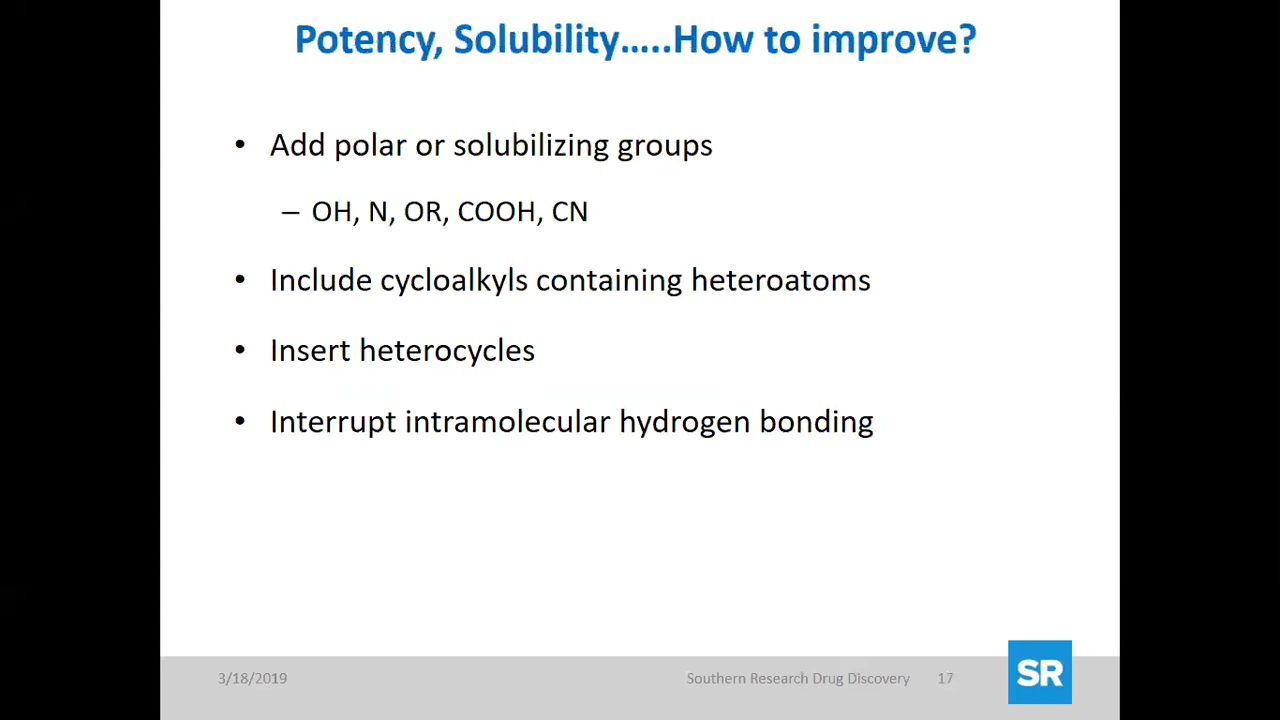 Potency, Solubility…..How to improve?
• Add polar or solubilizing groups
– OH, N, OR, COOH, CN
• Include cycloalkyls containing heteroatoms
• Insert heterocycles
• Interrupt intramolecular hydrogen bonding
3/18/2019
Southern Research Drug Discovery 17
SR